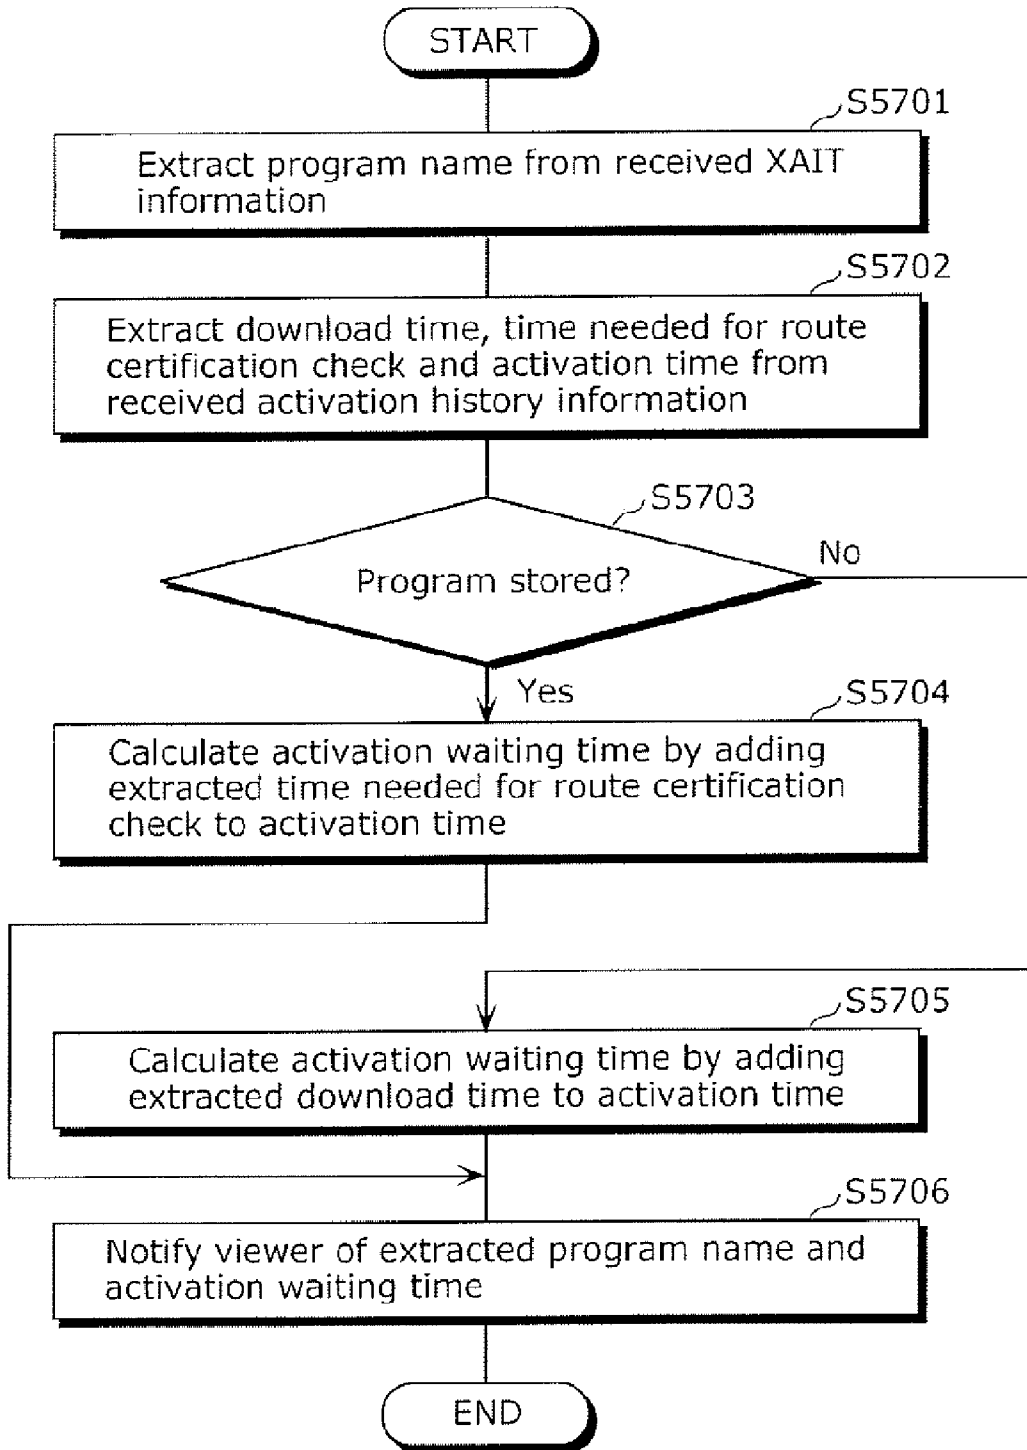 START
S5701
Extract program name from received XAIT
information
S5702
Extract download time, time needed for route
certification check and activation time from
received activation history information
S5703
No
Program stored?
Yes
S5704
Calculate activation waiting time by adding
extracted time needed for route certification
check to activation time
S5705
Calculate activation waiting time by adding
extracted download time to activation time
S5706
Notify viewer of extracted program name and
activation waiting time
END